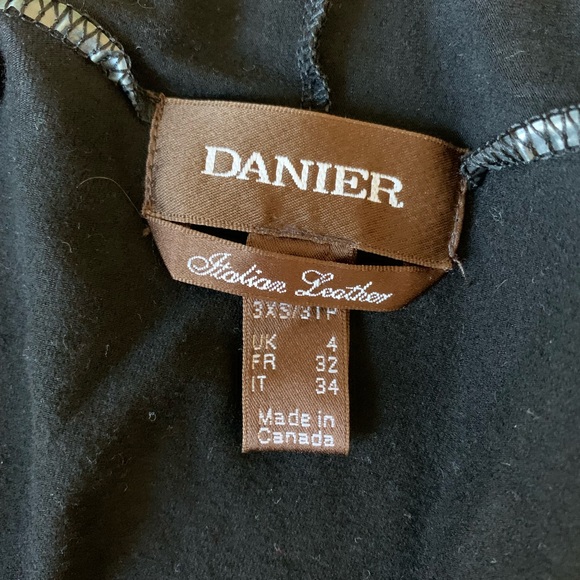 DANIER
Italian Leather
3XS/3TP
UK 4
FR 32
IT 34
Made in
Canada